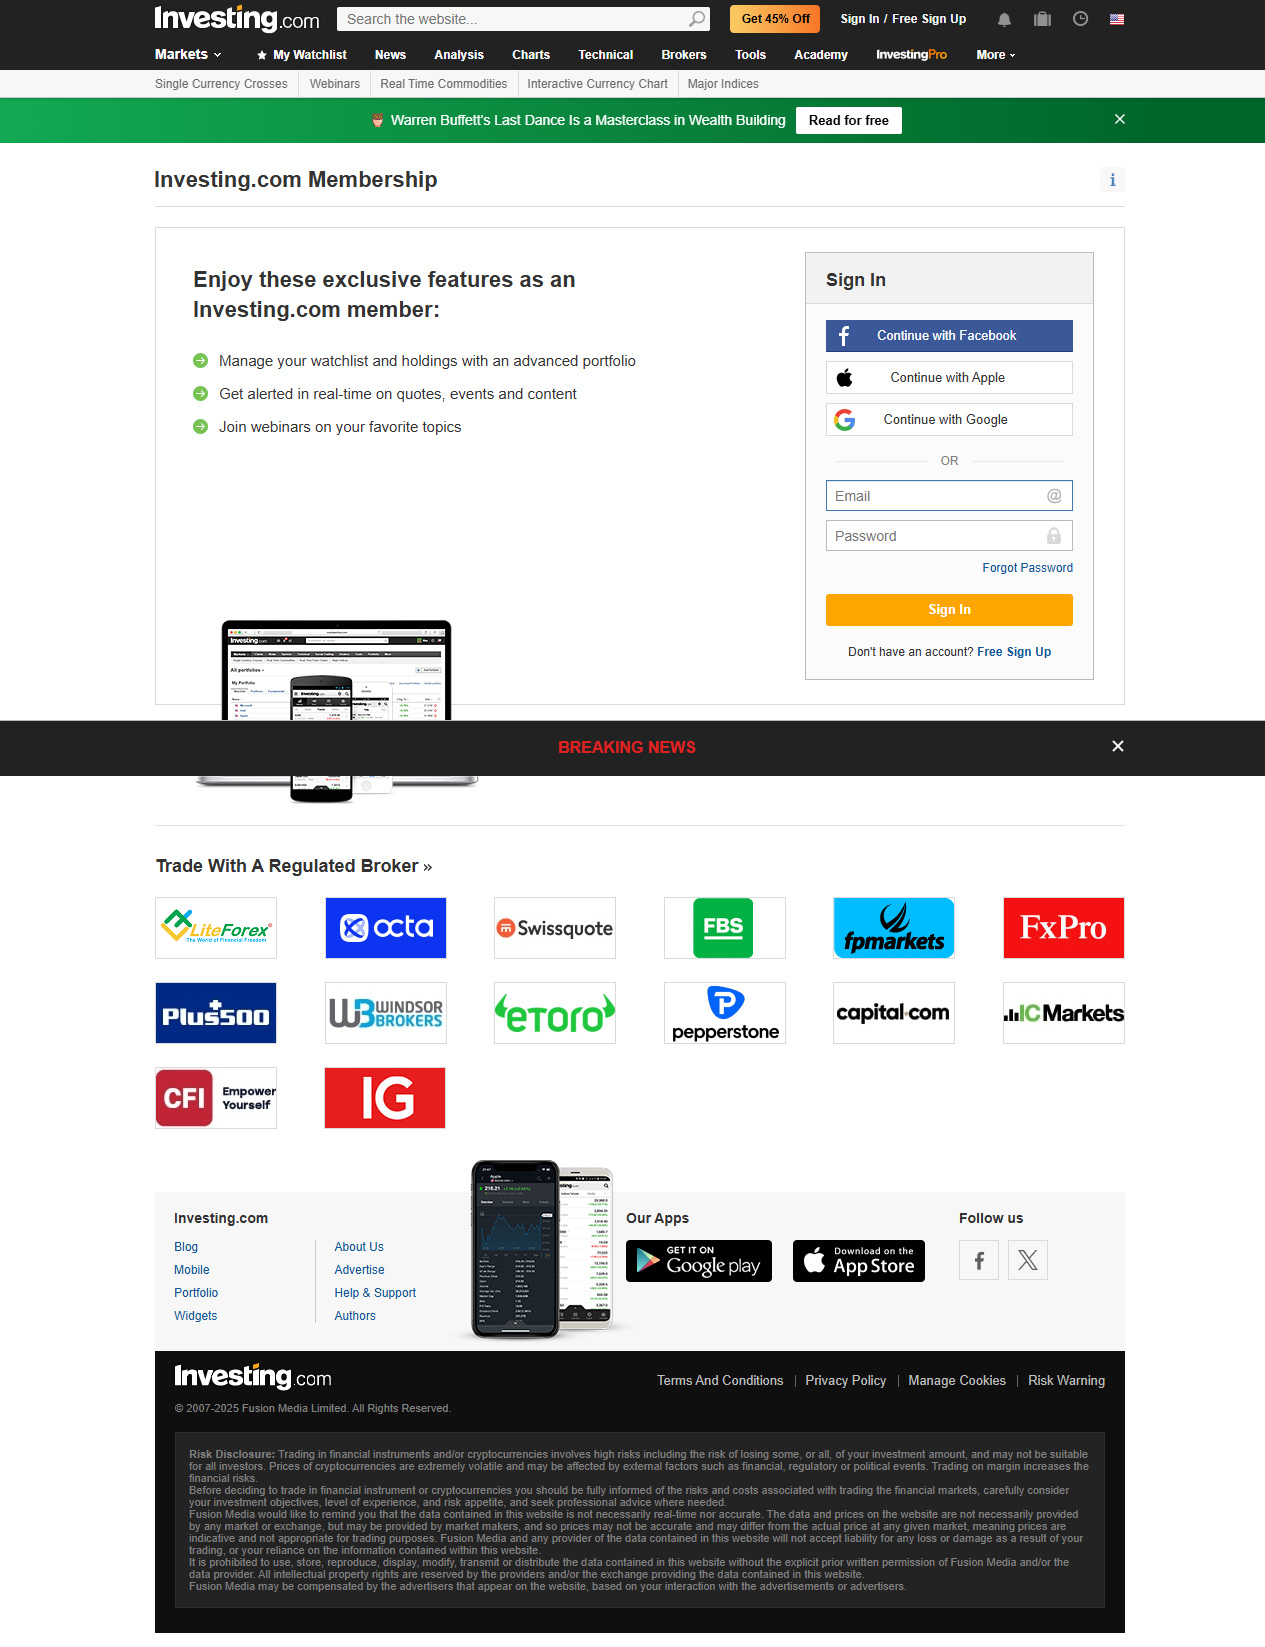 Investing.com
Search the website...
Get 45% Off
Sign In / Free Sign Up
Markets
My Watchlist
News
Analysis
Charts
Technical
Brokers
Tools
Academy
InvestingPro
More
Single Currency Crosses
Webinars
Real Time Commodities
Interactive Currency Chart
Major Indices
Warren Buffett's Last Dance Is a Masterclass in Wealth Building
Read for free
Investing.com Membership
i
Enjoy these exclusive features as an
Investing.com member:
Manage your watchlist and holdings with an advanced portfolio
Get alerted in real-time on quotes, events and content
Join webinars on your favorite topics
Sign In
Continue with Facebook
Continue with Apple
Continue with Google
OR
Email
@
Password
Forgot Password
Sign In
Don't have an account? Free Sign Up
Investing.com
All portfolios
My Portfolio
BREAKING NEWS
Trade With A Regulated Broker »
LiteForex
The World of Financial Freedom
octa
Swissquote
FBS
fpmarkets
FxPro
Plus500
WINDSOR
BROKERS
eToro
pepperstone
capital.com
ICMarkets
CFI
Empower
Yourself
IG
Investing.com
Blog
Mobile
Portfolio
Widgets
About Us
Advertise
Help & Support
Authors
Apple
216.21
Our Apps
GET IT ON
Google play
Download on the
App Store
Follow us
Investing.com
Terms And Conditions
Privacy Policy
Manage Cookies
Risk Warning
© 2007-2025 Fusion Media Limited. All Rights Reserved.
Risk Disclosure: Trading in financial instruments and/or cryptocurrencies involves high risks including the risk of losing some, or all, of your investment amount, and may not be suitable
for all investors. Prices of cryptocurrencies are extremely volatile and may be affected by external factors such as financial, regulatory or political events. Trading on margin increases the
financial risks.
Before deciding to trade in financial instrument or cryptocurrencies you should be fully informed of the risks and costs associated with trading the financial markets, carefully consider
your investment objectives, level of experience, and risk appetite, and seek professional advice where needed.
Fusion Media would like to remind you that the data contained in this website is not necessarily real-time nor accurate. The data and prices on the website are not necessarily provided
by any market or exchange, but may be provided by market makers, and so prices may not be accurate and may differ from the actual price at any given market, meaning prices are
indicative and not appropriate for trading purposes. Fusion Media and any provider of the data contained in this website will not accept liability for any loss or damage as a result of your
trading, or your reliance on the information contained within this website.
It is prohibited to use, store, reproduce, display, modify, transmit or distribute the data contained in this website without the explicit prior written permission of Fusion Media and/or the
data provider. All intellectual property rights are reserved by the providers and/or the exchange providing the data contained in this website.
Fusion Media may be compensated by the advertisers that appear on the website, based on your interaction with the advertisements or advertisers.